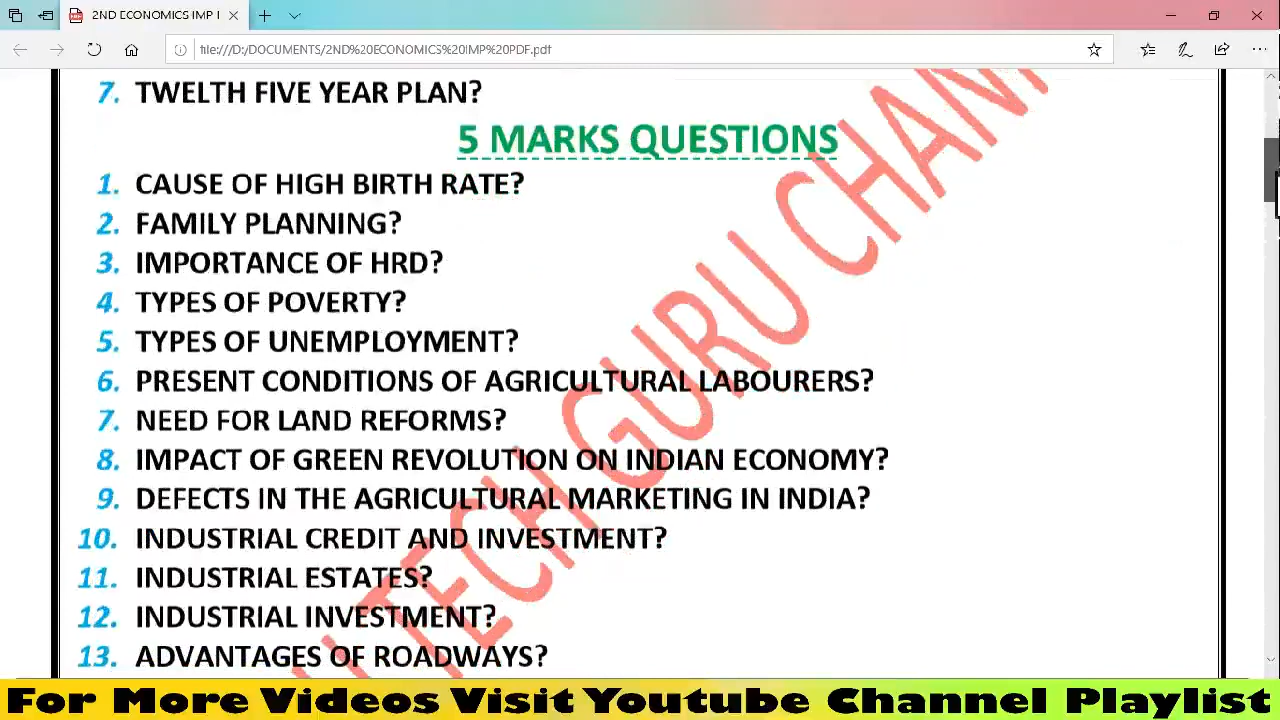 2ND ECONOMICS IMP I
file:///D:/DOCUMENTS/2ND%20ECONOMICS%20IMP%20PDF.pdf
7. TWELTH FIVE YEAR PLAN?
5 MARKS QUESTIONS
1. CAUSE OF HIGH BIRTH RATE?
2. FAMILY PLANNING?
3. IMPORTANCE OF HRD?
4. TYPES OF POVERTY?
5. TYPES OF UNEMPLOYMENT?
6. PRESENT CONDITIONS OF AGRICULTURAL LABOURERS?
7. NEED FOR LAND REFORMS?
8. IMPACT OF GREEN REVOLUTION ON INDIAN ECONOMY?
9. DEFECTS IN THE AGRICULTURAL MARKETING IN INDIA?
10. INDUSTRIAL CREDIT AND INVESTMENT?
11. INDUSTRIAL ESTATES?
12. INDUSTRIAL INVESTMENT?
13. ADVANTAGES OF ROADWAYS?
TECH GURU CHAN
For More Videos Visit Youtube Channel Playlist